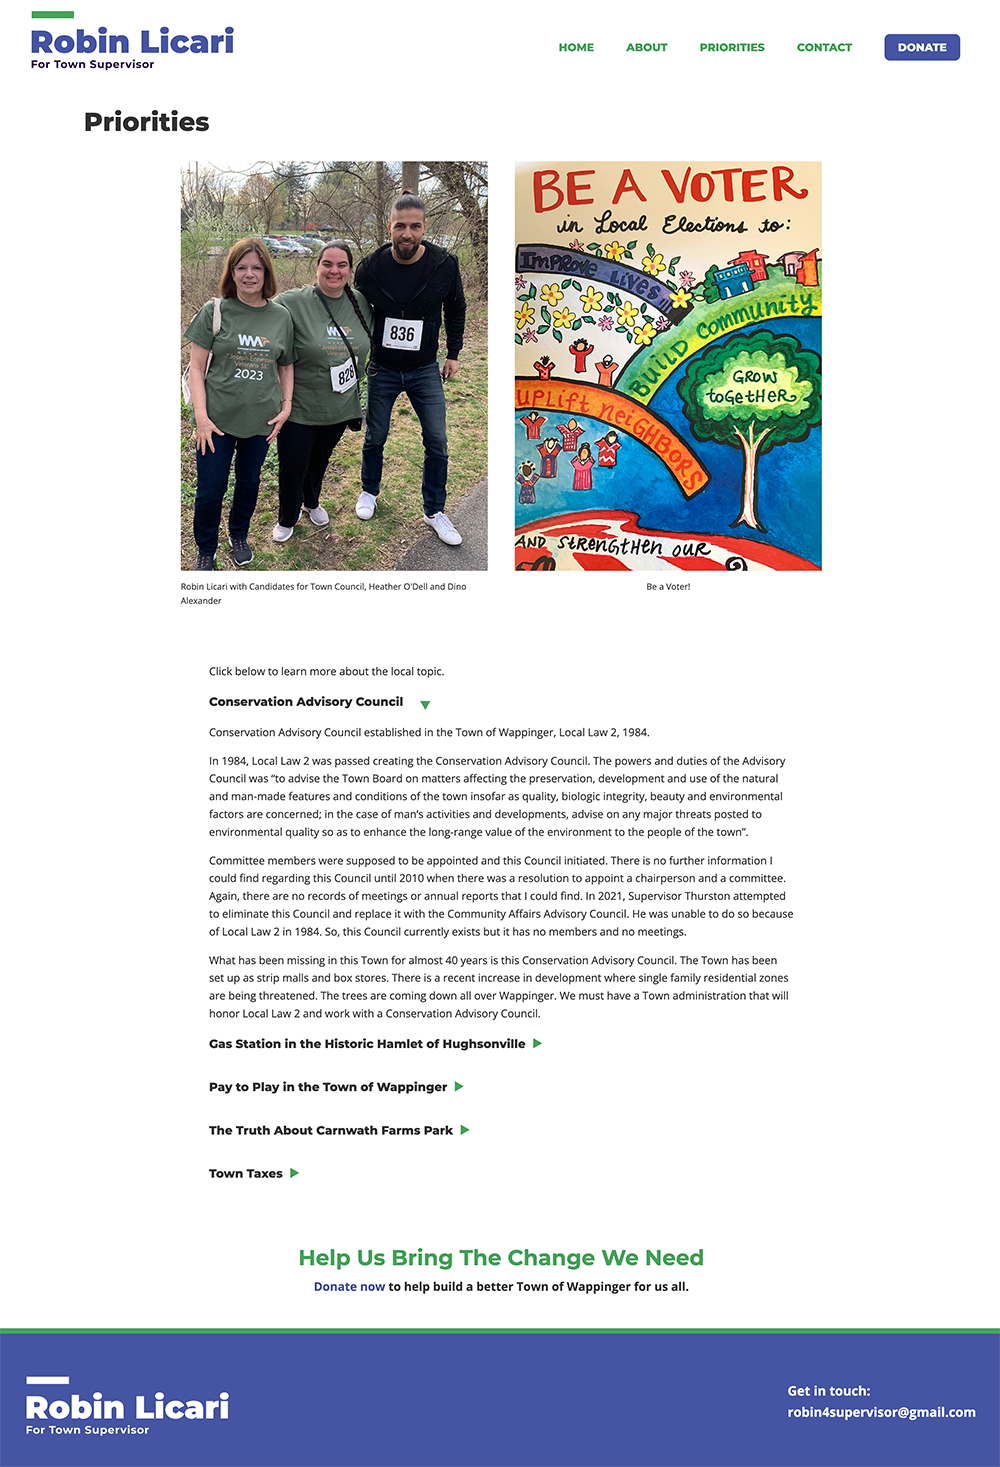 Robin Licari
For Town Supervisor
HOME ABOUT PRIORITIES CONTACT DONATE
Priorities
WMA
2023
828
836
BE A VOTER
in Local Elections to:
IMPROVE LIVES
BUILD COMMUNITY
GROW
toGetHER
UPLIFT NEIGHBORS
AND STRENGTHEN OUR
Robin Licari with Candidates for Town Council, Heather O'Dell and Dino
Alexander
Be a Voter!
Click below to learn more about the local topic.
Conservation Advisory Council
Conservation Advisory Council established in the Town of Wappinger, Local Law 2, 1984.
In 1984, Local Law 2 was passed creating the Conservation Advisory Council. The powers and duties of the Advisory
Council was “to advise the Town Board on matters affecting the preservation, development and use of the natural
and man-made features and conditions of the town insofar as quality, biologic integrity, beauty and environmental
factors are concerned; in the case of man’s activities and developments, advise on any major threats posted to
environmental quality so as to enhance the long-range value of the environment to the people of the town”.
Committee members were supposed to be appointed and this Council initiated. There is no further information I
could find regarding this Council until 2010 when there was a resolution to appoint a chairperson and a committee.
Again, there are no records of meetings or annual reports that I could find. In 2021, Supervisor Thurston attempted
to eliminate this Council and replace it with the Community Affairs Advisory Council. He was unable to do so because
of Local Law 2 in 1984. So, this Council currently exists but it has no members and no meetings.
What has been missing in this Town for almost 40 years is this Conservation Advisory Council. The Town has been
set up as strip malls and box stores. There is a recent increase in development where single family residential zones
are being threatened. The trees are coming down all over Wappinger. We must have a Town administration that will
honor Local Law 2 and work with a Conservation Advisory Council.
Gas Station in the Historic Hamlet of Hughsonville
Pay to Play in the Town of Wappinger
The Truth About Carnwath Farms Park
Town Taxes
Help Us Bring The Change We Need
Donate now to help build a better Town of Wappinger for us all.
Robin Licari
For Town Supervisor
Get in touch:
robin4supervisor@gmail.com